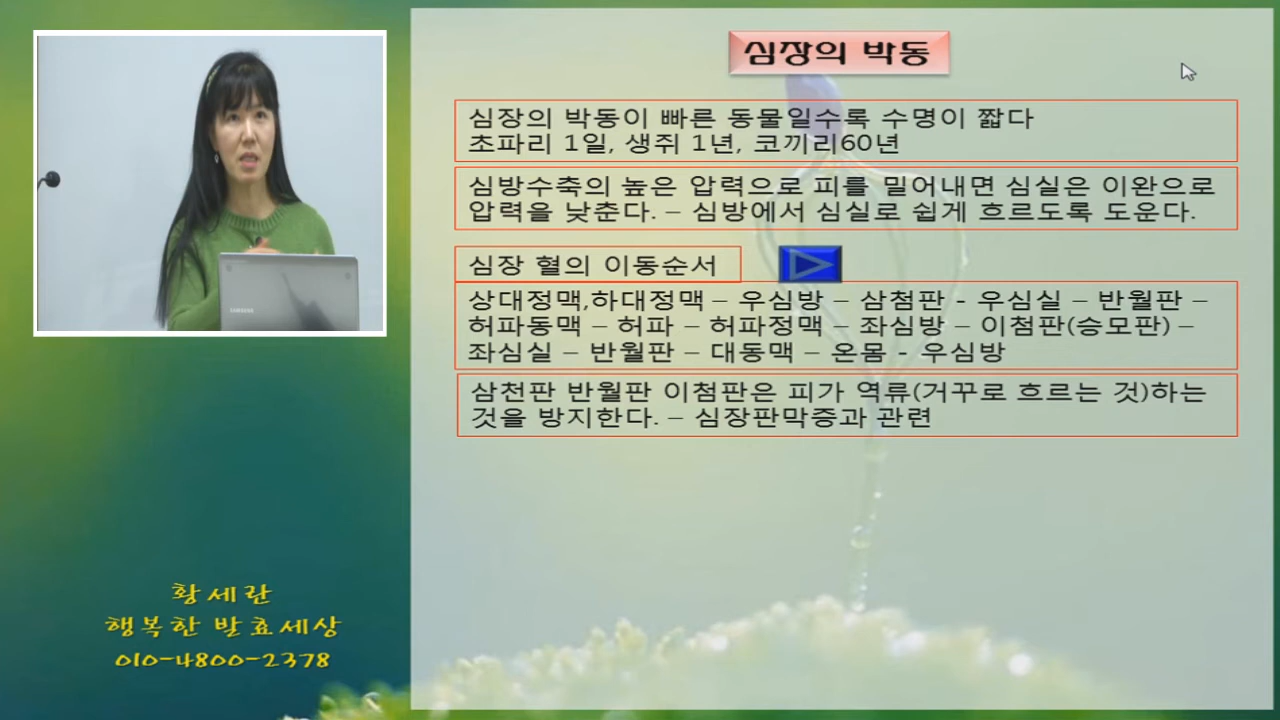 심장의 박동
심장의 박동이 빠른 동물일수록 수명이 짧다
초파리 1일, 생쥐 1년, 코끼리60년
심방수축의 높은 압력으로 피를 밀어내면 심실은 이완으로
압력을 낮춘다. – 심방에서 심실로 쉽게 흐르도록 도운다.
심장 혈의 이동순서
상대정맥,하대정맥 – 우심방 – 삼첨판 - 우심실 – 반월판 –
허파동맥 – 허파 – 허파정맥 – 좌심방 – 이첨판(승모판) –
좌심실 – 반월판 – 대동맥 – 온몸 - 우심방
삼천판 반월판 이첨판은 피가 역류(거꾸로 흐르는 것)하는
것을 방지한다. – 심장판막증과 관련
황세란
행복한 발효세상
010-4800-2378
SAMSUNG